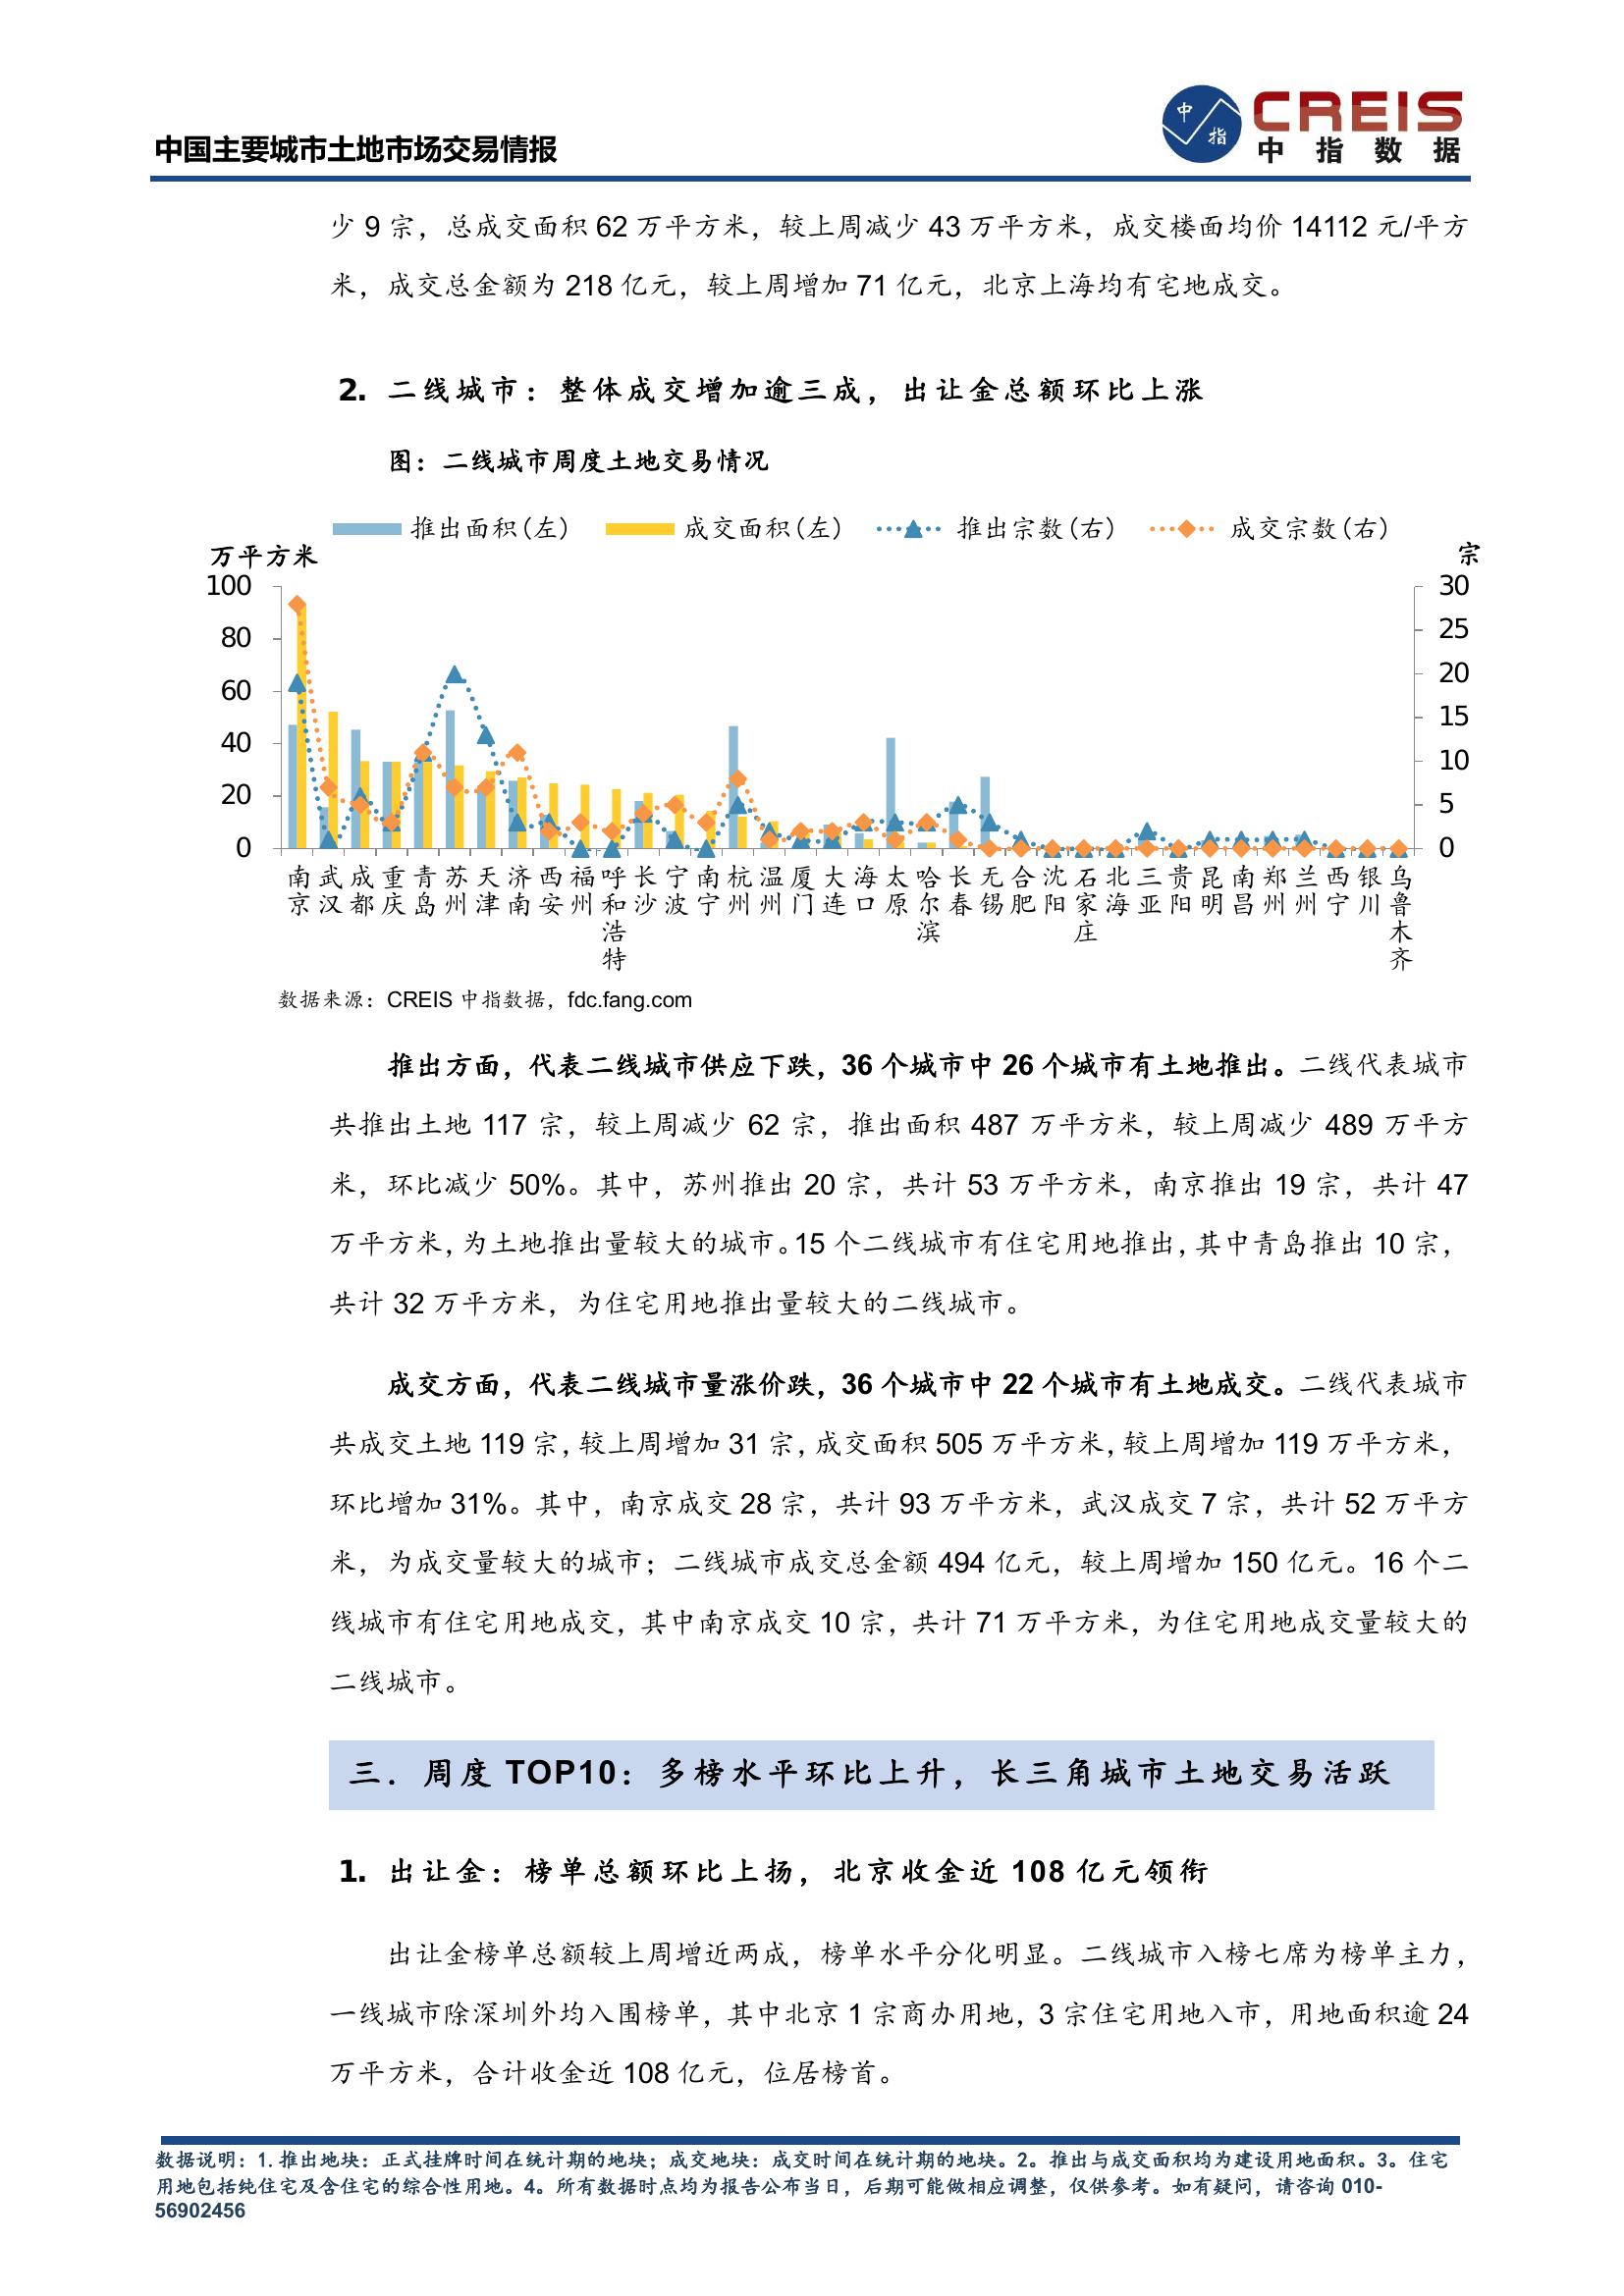 中国主要城市土地市场交易情报
中 指
CREIS
中 指 数 据
少 9 宗，总成交面积 62 万平方米，较上周减少 43 万平方米，成交楼面均价 14112 元/平方
米，成交总金额为 218 亿元，较上周增加 71 亿元，北京上海均有宅地成交。
2. 二线城市：整体成交增加逾三成，出让金总额环比上涨
图：二线城市周度土地交易情况
推出面积(左) 成交面积(左) 推出宗数(右) 成交宗数(右)
万平方米 宗
100 30
80 25
60 20
40 15
20 10
0 5
0
南京 武汉 成都 重庆 青岛 苏州 天津 济南 西安 福州 呼和浩特 长沙 宁波 南宁 杭州 温州 厦门 大连 海口 太原 哈尔滨 长春 无锡 合肥 沈阳 石家庄 北海 三亚 贵阳 昆明 南昌 郑州 兰州 西宁 银川 乌鲁木齐
数据来源：CREIS 中指数据，fdc.fang.com
推出方面，代表二线城市供应下跌，36 个城市中 26 个城市有土地推出。二线代表城市
共推出土地 117 宗，较上周减少 62 宗，推出面积 487 万平方米，较上周减少 489 万平方
米，环比减少 50%。其中，苏州推出 20 宗，共计 53 万平方米，南京推出 19 宗，共计 47
万平方米，为土地推出量较大的城市。15 个二线城市有住宅用地推出，其中青岛推出 10 宗，
共计 32 万平方米，为住宅用地推出量较大的二线城市。
成交方面，代表二线城市量涨价跌，36 个城市中 22 个城市有土地成交。二线代表城市
共成交土地 119 宗，较上周增加 31 宗，成交面积 505 万平方米，较上周增加 119 万平方米，
环比增加 31%。其中，南京成交 28 宗，共计 93 万平方米，武汉成交 7 宗，共计 52 万平方
米，为成交量较大的城市；二线城市成交总金额 494 亿元，较上周增加 150 亿元。16 个二
线城市有住宅用地成交，其中南京成交 10 宗，共计 71 万平方米，为住宅用地成交量较大的
二线城市。
三．周度 TOP10：多榜水平环比上升，长三角城市土地交易活跃
1. 出让金：榜单总额环比上扬，北京收金近 108 亿元领衔
出让金榜单总额较上周增近两成，榜单水平分化明显。二线城市入榜七席为榜单主力，
一线城市除深圳外均入围榜单，其中北京 1 宗商办用地，3 宗住宅用地入市，用地面积逾 24
万平方米，合计收金近 108 亿元，位居榜首。
数据说明：1. 推出地块：正式挂牌时间在统计期的地块；成交地块：成交时间在统计期的地块。2。推出与成交面积均为建设用地面积。3。住宅
用地包括纯住宅及含住宅的综合性用地。4。所有数据时点均为报告公布当日，后期可能做相应调整，仅供参考。如有疑问，请咨询 010-
56902456